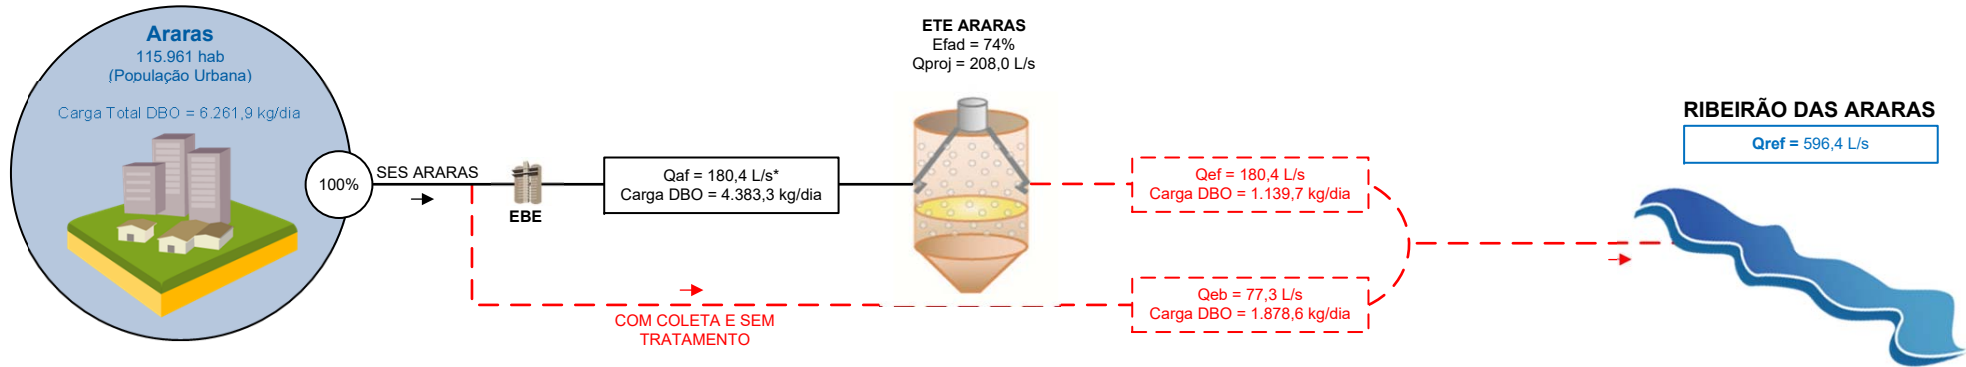 Araras
115.961 hab
(População Urbana)
Carga Total DBO = 6.261,9 kg/dia
100%
SES ARARAS
EBE
Qaf = 180,4 L/s*
Carga DBO = 4.383,3 kg/dia
ETE ARARAS
Efad = 74%
Qproj = 208,0 L/s
Qef = 180,4 L/s
Carga DBO = 1.139,7 kg/dia
COM COLETA E SEM
TRATAMENTO
Qeb = 77,3 L/s
Carga DBO = 1.878,6 kg/dia
RIBEIRÃO DAS ARARAS
Qref = 596,4 L/s